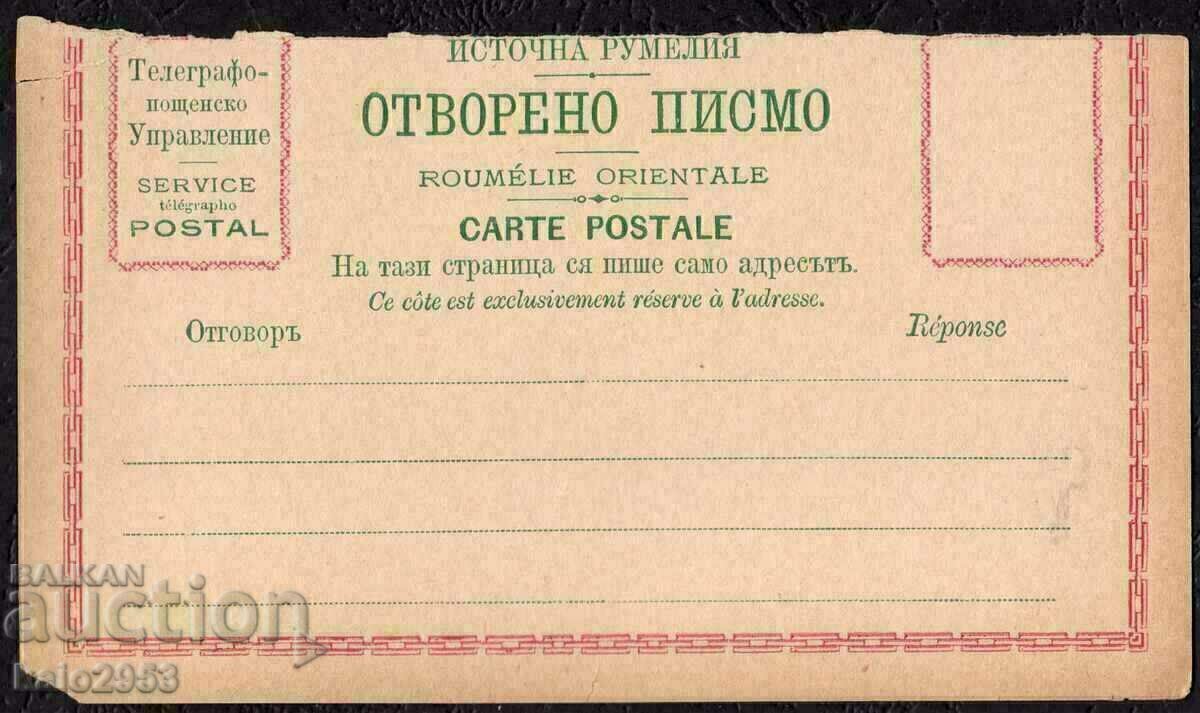 ИСТОЧНА РУМЕЛИЯ
ОТВОРЕНО ПИСМО
ROUMÉLIE ORIENTALE
CARTE POSTALE
На тази страница ся пише само адресътъ.
Ce côte est exclusivement réserve à l'adresse.
Телеграфо-
пощенско
Управление
SERVICE
télégrapho
POSTAL
Отговоръ
Réponse
BALKAN
auction
kalo2953